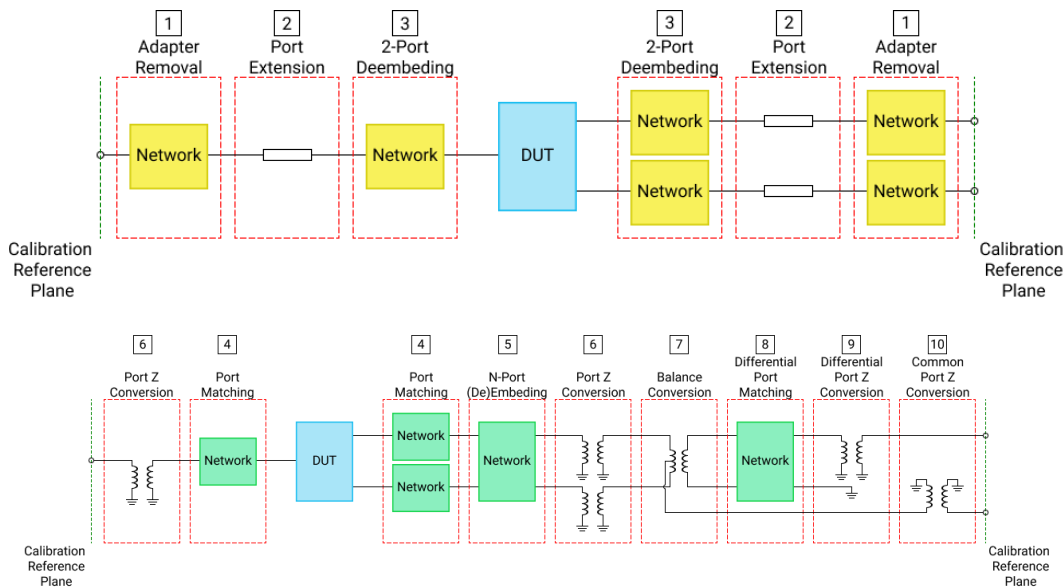 1
Adapter
Removal
2
Port
Extension
3
2-Port
Deembeding
3
2-Port
Deembeding
2
Port
Extension
1
Adapter
Removal
Network
Network
DUT
Network
Network
Network
Network
Calibration
Reference
Plane
Calibration
Reference
Plane
6
Port Z
Conversion
4
Port
Matching
4
Port
Matching
5
N-Port
(De)Embeding
6
Port Z
Conversion
7
Balance
Conversion
8
Differential
Port
Matching
9
Differential
Port Z
Conversion
10
Common
Port Z
Conversion
Network
DUT
Network
Network
Network
Network
Calibration
Reference
Plane
Calibration
Reference
Plane